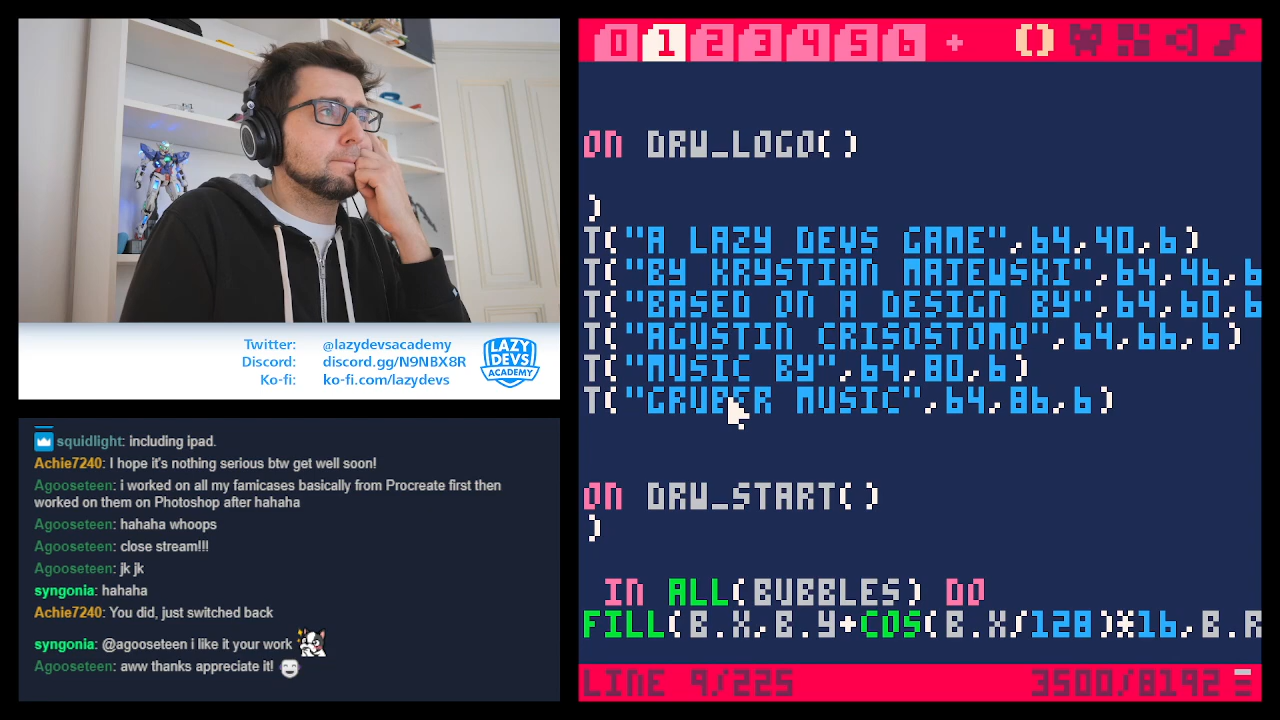 Twitter: @lazydevsacademy
Discord: discord.gg/N9NBX8R
Ko-fi: ko-fi.com/lazydevs
LAZY
DEVS
ACADEMY
squidlight: including ipad.
Achie7240: I hope it's nothing serious btw get well soon!
Agooseteen: i worked on all my famicases basically from Procreate first then
worked on them on Photoshop after hahaha
Agooseteen: hahaha whoops
Agooseteen: close stream!!!
Agooseteen: jk jk
syngonia: hahaha
Achie7240: You did, just switched back
syngonia: @agooseteen i like it your work
Agooseteen: aww thanks appreciate it!
0 1 2 3 4 5 6 + ()
ON DRW_LOGO()
)
T("A LAZY DEVS GAME",64,40,6)
T("BY KRYSTIAN MAJEWSKI",64,46,6
T("BASED ON A DESIGN BY",64,60,6
T("AGUSTIN CRISOSTOMO",64,66,6)
T("MUSIC BY",64,80,6)
T("GRUBER MUSIC",64,86,6)
ON DRW_START()
)
IN ALL(BUBBLES) DO
FILL(B.X,B.Y+COS(B.X/128)*16,B.R
LINE 9/225 3500/8192